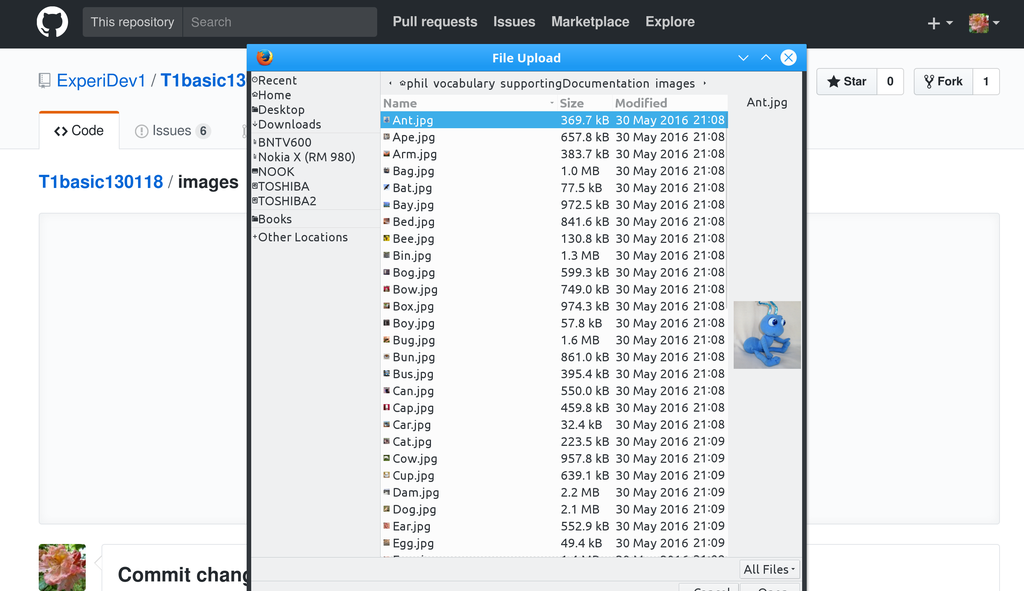 This repository Search Pull requests Issues Marketplace Explore
File Upload
ExperiDev1 / T1basic13
Star 0 Fork 1
Code Issues 6
T1basic130118 / images
Recent
Home
Desktop
Downloads
BNTV600
Nokia X (RM 980)
NOOK
TOSHIBA
TOSHIBA2
Books
Other Locations
phil vocabulary supportingDocumentation images
Name Size Modified
Ant.jpg 369.7 kB 30 May 2016 21:08
Ape.jpg 657.8 kB 30 May 2016 21:08
Arm.jpg 383.7 kB 30 May 2016 21:08
Bag.jpg 1.0 MB 30 May 2016 21:08
Bat.jpg 77.5 kB 30 May 2016 21:08
Bay.jpg 972.5 kB 30 May 2016 21:08
Bed.jpg 841.6 kB 30 May 2016 21:08
Bee.jpg 130.8 kB 30 May 2016 21:08
Bin.jpg 1.3 MB 30 May 2016 21:08
Bog.jpg 599.3 kB 30 May 2016 21:08
Bow.jpg 749.0 kB 30 May 2016 21:08
Box.jpg 974.3 kB 30 May 2016 21:08
Boy.jpg 57.8 kB 30 May 2016 21:08
Bug.jpg 1.6 MB 30 May 2016 21:08
Bun.jpg 861.0 kB 30 May 2016 21:08
Bus.jpg 395.4 kB 30 May 2016 21:08
Can.jpg 550.0 kB 30 May 2016 21:08
Cap.jpg 459.8 kB 30 May 2016 21:08
Car.jpg 32.4 kB 30 May 2016 21:08
Cat.jpg 223.5 kB 30 May 2016 21:09
Cow.jpg 957.8 kB 30 May 2016 21:09
Cup.jpg 639.1 kB 30 May 2016 21:09
Dam.jpg 2.2 MB 30 May 2016 21:09
Dog.jpg 2.1 MB 30 May 2016 21:09
Ear.jpg 552.9 kB 30 May 2016 21:09
Egg.jpg 49.4 kB 30 May 2016 21:09
Ant.jpg
All Files
Cancel Open
Commit chang